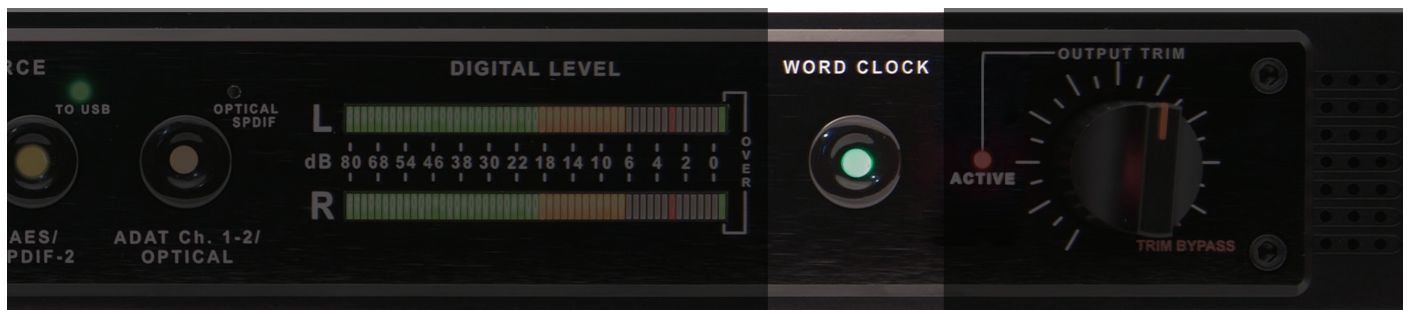 RCE
TO USB
OPTICAL
SPDIF
AES/
PDIF-2
ADAT Ch. 1-2/
OPTICAL
DIGITAL LEVEL
L
dB 80 68 54 46 38 30 22 18 14 10 6 4 2 0
R
OVER
WORD CLOCK
OUTPUT TRIM
ACTIVE
TRIM BYPASS